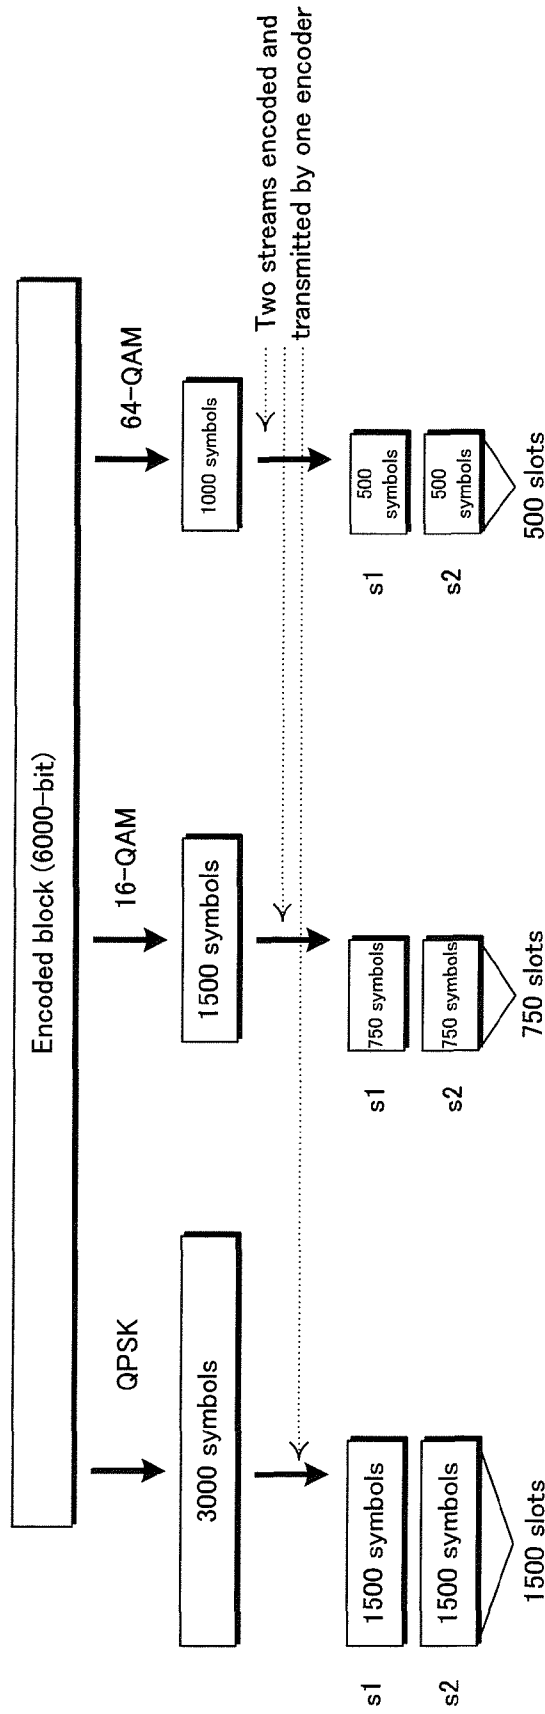 Encoded block (6000-bit)
QPSK
16-QAM
64-QAM
3000 symbols
1500 symbols
1000 symbols
Two streams encoded and
transmitted by one encoder
s1
1500 symbols
s1
750 symbols
s1
500
symbols
s2
1500 symbols
s2
750 symbols
s2
500
symbols
1500 slots
750 slots
500 slots